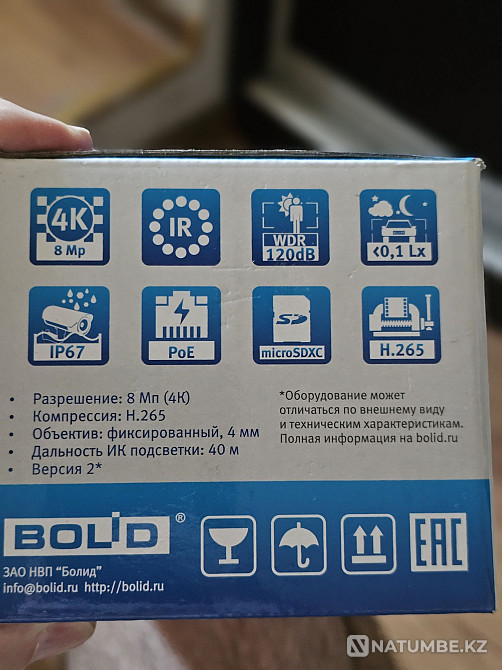 4K
8 Mp
IR
WDR
120dB
<0,1 Lx
IP67
PoE
SD
microSDXC
H.265
• Разрешение: 8 Мп (4K)
• Компрессия: H.265
• Объектив: фиксированный, 4 мм
• Дальность ИК подсветки: 40 м
• Версия 2*
*Оборудование может
отличаться по внешнему виду
и техническим характеристикам.
Полная информация на bolid.ru
BOLID®
ЗАО НВП "Болид"
info@bolid.ru http://bolid.ru
EAC
NATUMBE.KZ